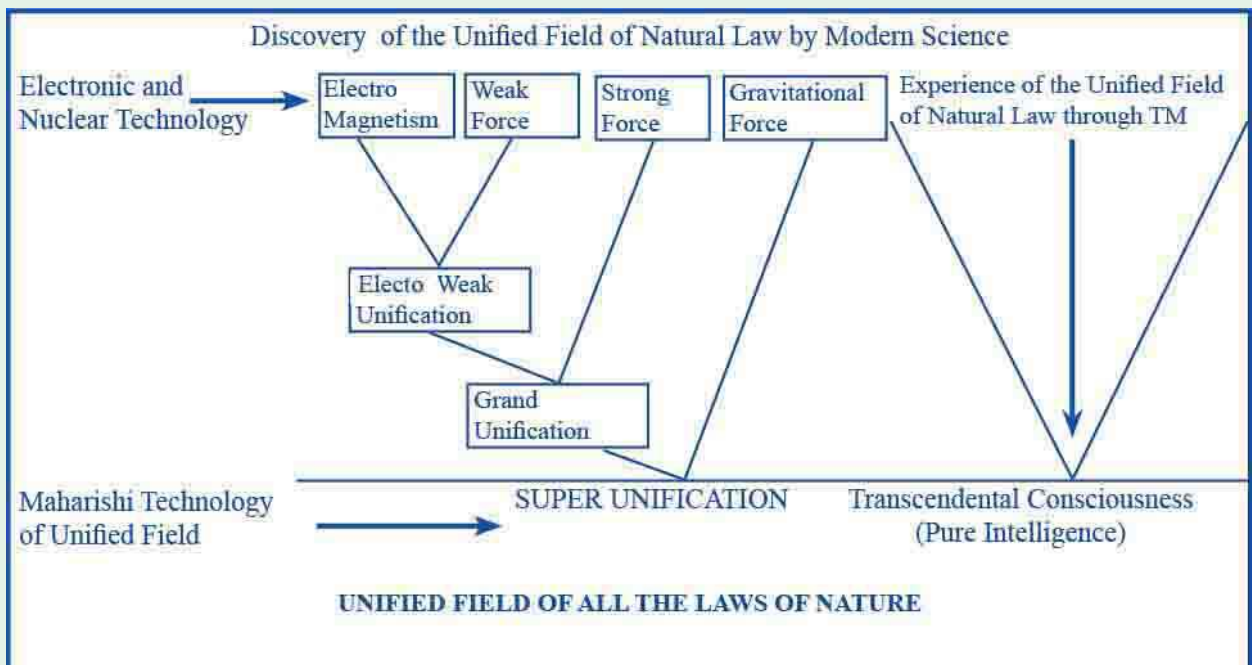 Discovery of the Unified Field of Natural Law by Modern Science
Electronic and
Nuclear Technology
Electro
Magnetism
Weak
Force
Strong
Force
Gravitational
Force
Experience of the Unified Field
of Natural Law through TM
Electo Weak
Unification
Grand
Unification
Maharishi Technology
of Unified Field
SUPER UNIFICATION
Transcendental Consciousness
(Pure Intelligence)
UNIFIED FIELD OF ALL THE LAWS OF NATURE